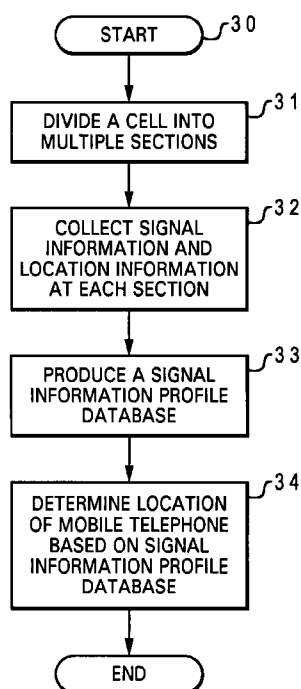 START
30
31
DIVIDE A CELL INTO
MULTIPLE SECTIONS
32
COLLECT SIGNAL
INFORMATION AND
LOCATION INFORMATION
AT EACH SECTION
33
PRODUCE A SIGNAL
INFORMATION PROFILE
DATABASE
34
DETERMINE LOCATION
OF MOBILE TELEPHONE
BASED ON SIGNAL
INFORMATION PROFILE
DATABASE
END